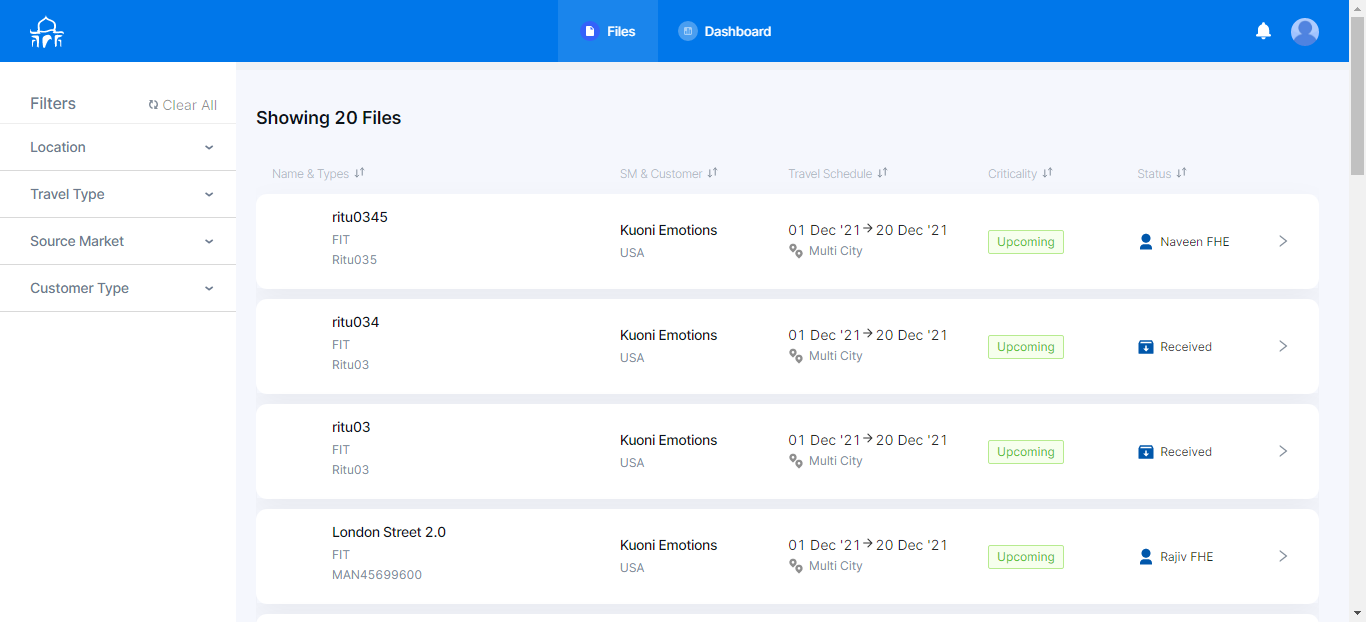 Files
Dashboard
Filters
Clear All
Location
Travel Type
Source Market
Customer Type
Showing 20 Files
Name & Types SM & Customer Travel Schedule Criticality Status
ritu0345
FIT
Ritu035
Kuoni Emotions
USA
01 Dec '21 → 20 Dec '21
Multi City
Upcoming
Naveen FHE
ritu034
FIT
Ritu03
Kuoni Emotions
USA
01 Dec '21 → 20 Dec '21
Multi City
Upcoming
Received
ritu03
FIT
Ritu03
Kuoni Emotions
USA
01 Dec '21 → 20 Dec '21
Multi City
Upcoming
Received
London Street 2.0
FIT
MAN45699600
Kuoni Emotions
USA
01 Dec '21 → 20 Dec '21
Multi City
Upcoming
Rajiv FHE